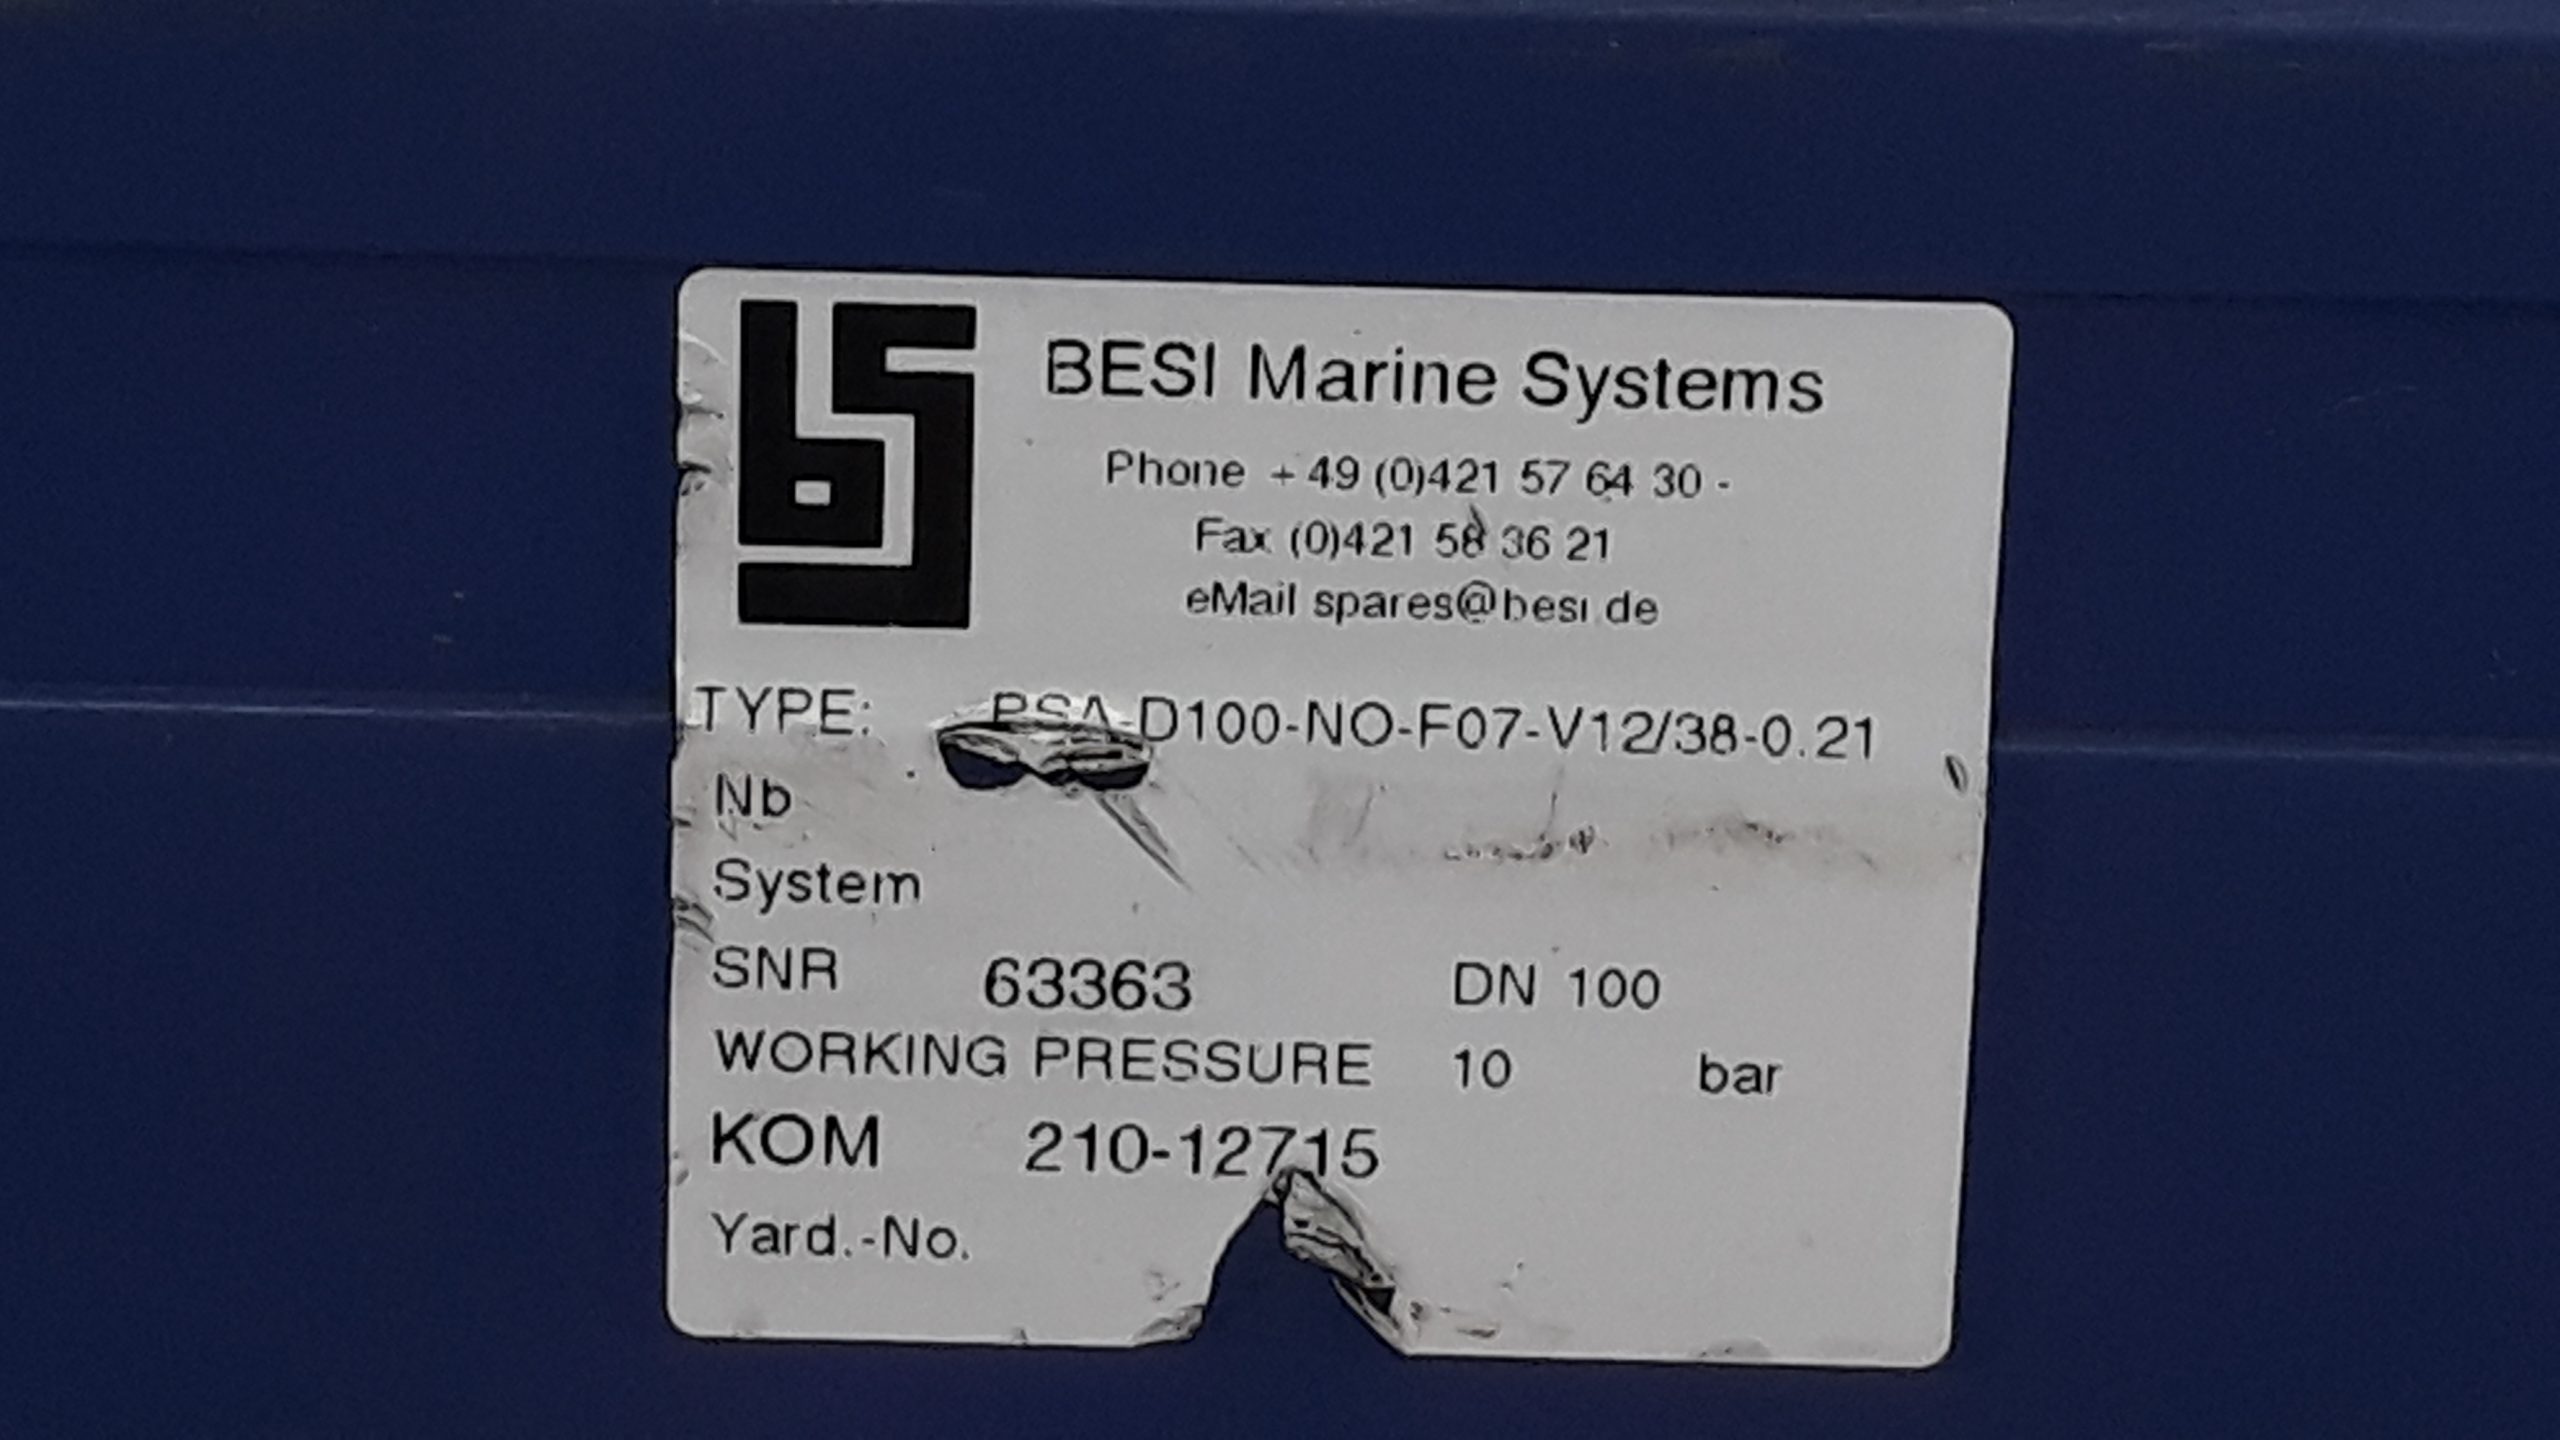 bs
BESI Marine Systems
Phone + 49 (0)421 57 64 30 -
Fax (0)421 58 36 21
eMail spares@besi.de
TYPE: D100-NO-F07-V12/38-0.21
Nb
System
SNR 63363 DN 100
WORKING PRESSURE 10 bar
KOM 210-12715
Yard.-No.